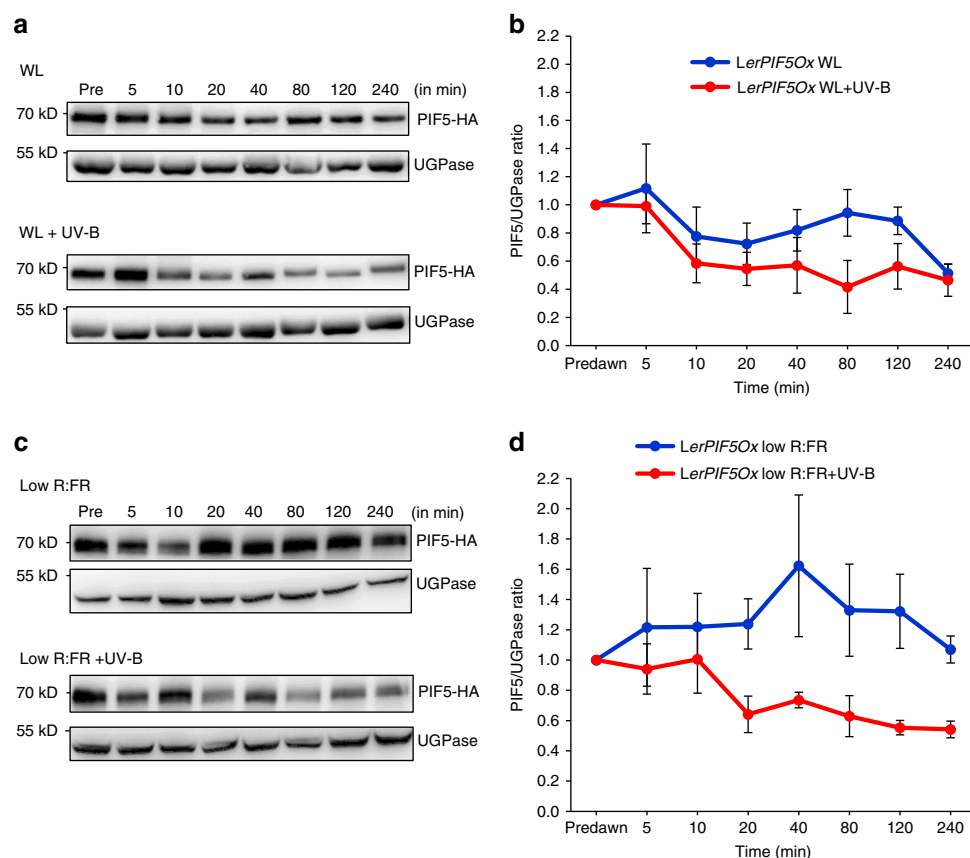 a
WL
Pre 5 10 20 40 80 120 240 (in min)
70 kD
PIF5-HA
55 kD
UGPase
WL + UV-B
70 kD
PIF5-HA
55 kD
UGPase
b
LerPIF5Ox WL
LerPIF5Ox WL+UV-B
2.2
2.0
1.8
1.6
1.4
1.2
1.0
0.8
0.6
0.4
0.2
0.0
PIF5/UGPase ratio
Predawn 5 10 20 40 80 120 240
Time (min)
c
Low R:FR
Pre 5 10 20 40 80 120 240 (in min)
70 kD
PIF5-HA
55 kD
UGPase
Low R:FR +UV-B
70 kD
PIF5-HA
55 kD
UGPase
d
LerPIF5Ox low R:FR
LerPIF5Ox low R:FR+UV-B
2.2
2.0
1.8
1.6
1.4
1.2
1.0
0.8
0.6
0.4
0.2
0.0
PIF5/UGPase ratio
Predawn 5 10 20 40 80 120 240
Time (min)